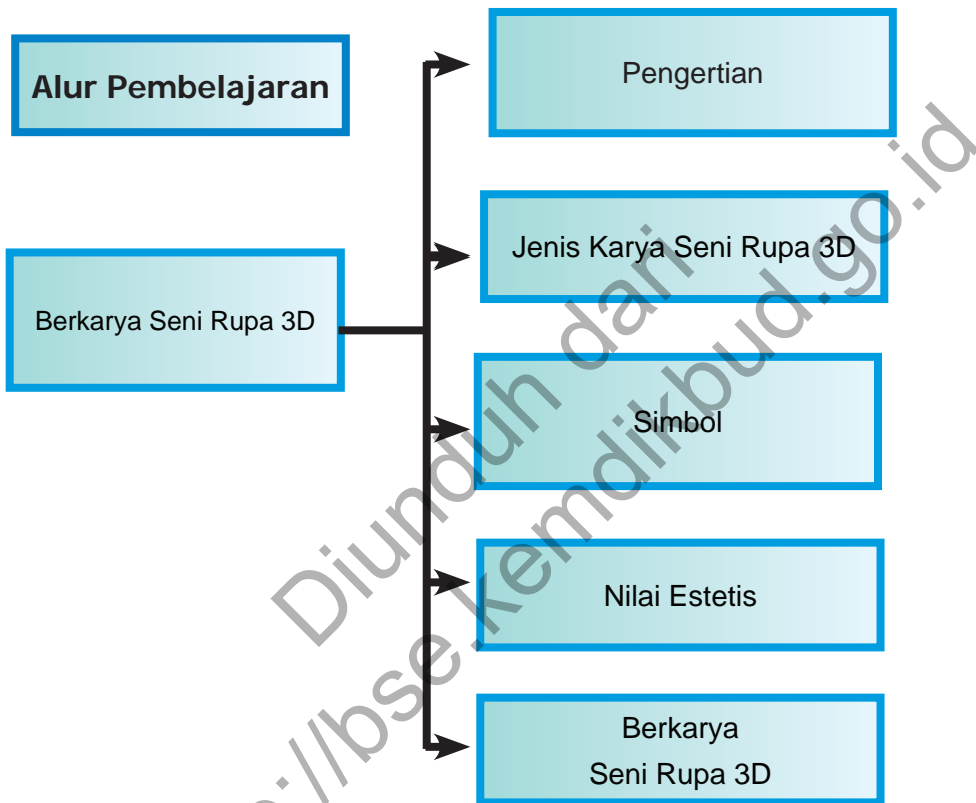 Alur Pembelajaran
Berkarya Seni Rupa 3D
Pengertian
Jenis Karya Seni Rupa 3D
Simbol
Nilai Estetis
Berkarya
Seni Rupa 3D
Diunduh dari
://bse.kemdikbud.go.id